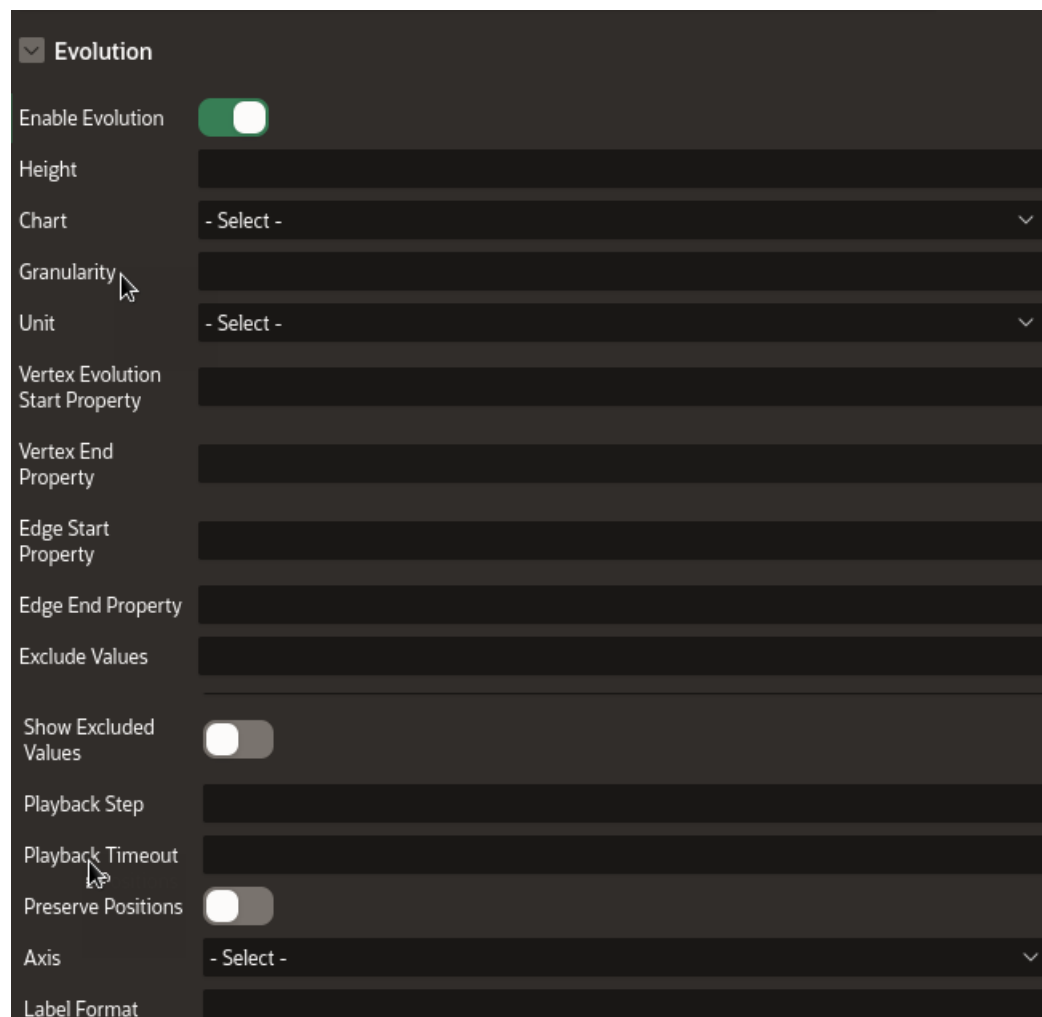 Evolution
Enable Evolution
Height
Chart - Select -
Granularity
Unit - Select -
Vertex Evolution
Start Property
Vertex End
Property
Edge Start
Property
Edge End Property
Exclude Values
Show Excluded
Values
Playback Step
Playback Timeout
Preserve Positions
Axis - Select -
Label Format